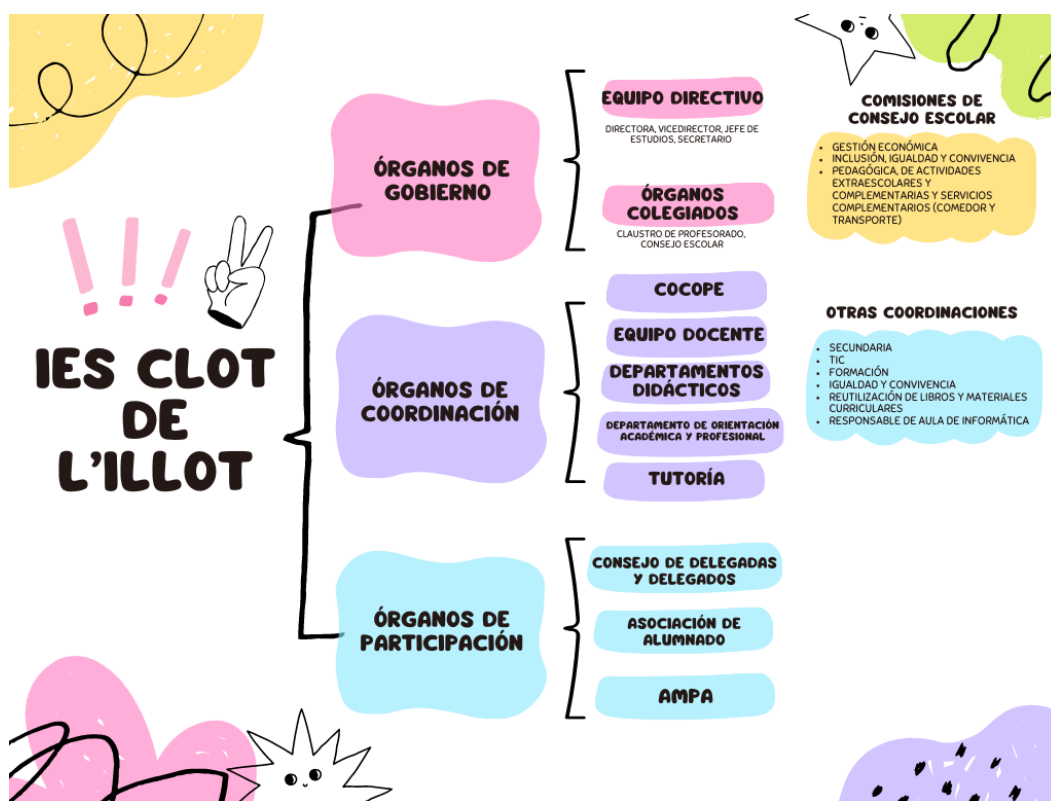 IES CLOT
DE
L'ILLOT
ÓRGANOS DE
GOBIERNO
EQUIPO DIRECTIVO
DIRECTORA, VICEDIRECTOR, JEFE DE
ESTUDIOS, SECRETARIO
ÓRGANOS
COLEGIADOS
CLAUSTRO DE PROFESORADO,
CONSEJO ESCOLAR
COMISIONES DE
CONSEJO ESCOLAR
• GESTIÓN ECONÓMICA
• INCLUSIÓN, IGUALDAD Y CONVIVENCIA
• PEDAGÓGICA, DE ACTIVIDADES
EXTRAESCOLARES Y
COMPLEMENTARIAS Y SERVICIOS
COMPLEMENTARIOS (COMEDOR Y
TRANSPORTE)
ÓRGANOS DE
COORDINACIÓN
COCOPE
EQUIPO DOCENTE
DEPARTAMENTOS
DIDÁCTICOS
DEPARTAMENTO DE ORIENTACIÓN
ACADÉMICA Y PROFESIONAL
TUTORÍA
OTRAS COORDINACIONES
• SECUNDARIA
• TIC
• FORMACIÓN
• IGUALDAD Y CONVIVENCIA
• REUTILIZACIÓN DE LIBROS Y MATERIALES
CURRICULARES
• RESPONSABLE DE AULA DE INFORMÁTICA
ÓRGANOS DE
PARTICIPACIÓN
CONSEJO DE DELEGADAS
Y DELEGADOS
ASOCIACIÓN DE
ALUMNADO
AMPA